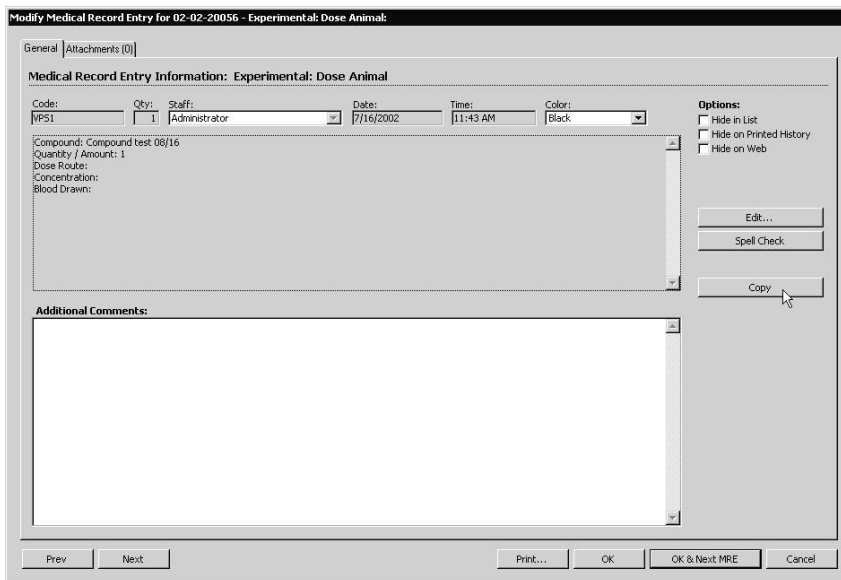 Modify Medical Record Entry for 02-02-20056 - Experimental: Dose Animal:
General Attachments (0)
Medical Record Entry Information: Experimental: Dose Animal
Code: Qty: Staff: Date: Time: Color: Options:
VPS1 1 Administrator 7/16/2002 11:43 AM Black Hide in List
Hide on Printed History
Hide on Web
Compound: Compound test 08/16
Quantity / Amount: 1
Dose Route:
Concentration:
Blood Drawn:
Edit...
Spell Check
Copy
Additional Comments:
Prev Next Print... OK OK & Next MRE Cancel